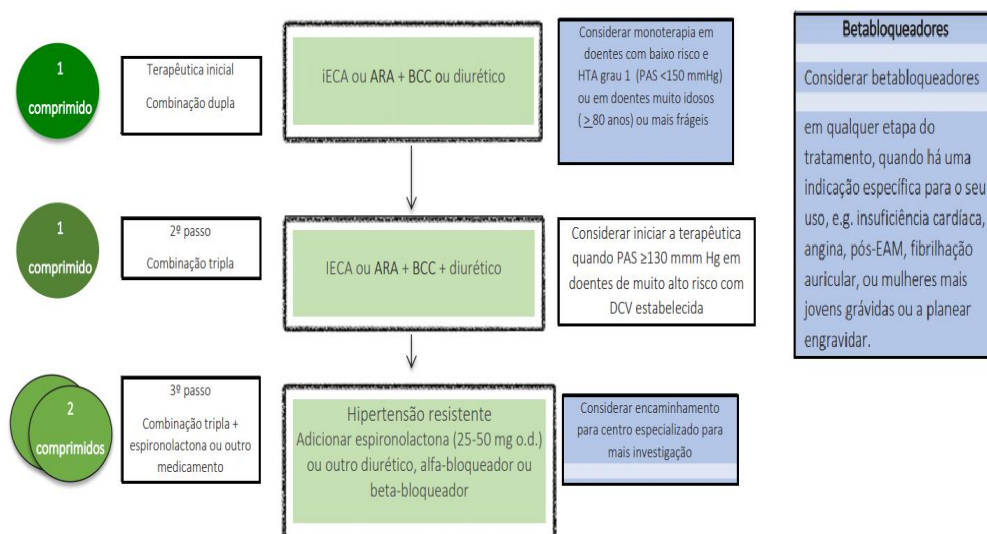 1
comprimido
Terapêutica inicial
Combinação dupla
iECA ou ARA + BCC ou diurético
Considerar monoterapia em
doentes com baixo risco e
HTA grau 1 (PAS <150 mmHg)
ou em doentes muito idosos
( ≥80 anos) ou mais frágeis
Betabloqueadores
Considerar betabloqueadores
em qualquer etapa do
tratamento, quando há uma
indicação específica para o seu
uso, e.g. insuficiência cardíaca,
angina, pós-EAM, fibrilhação
auricular, ou mulheres mais
jovens grávidas ou a planear
engravidar.
1
comprimido
2º passo
Combinação tripla
IECA ou ARA + BCC + diurético
Considerar iniciar a terapêutica
quando PAS ≥130 mmm Hg em
doentes de muito alto risco com
DCV estabelecida
2
comprimidos
3º passo
Combinação tripla +
espironolactona ou outro
medicamento
Hipertensão resistente
Adicionar espironolactona (25-50 mg o.d.)
ou outro diurético, alfa-bloqueador ou
beta-bloqueador
Considerar encaminhamento
para centro especializado para
mais investigação